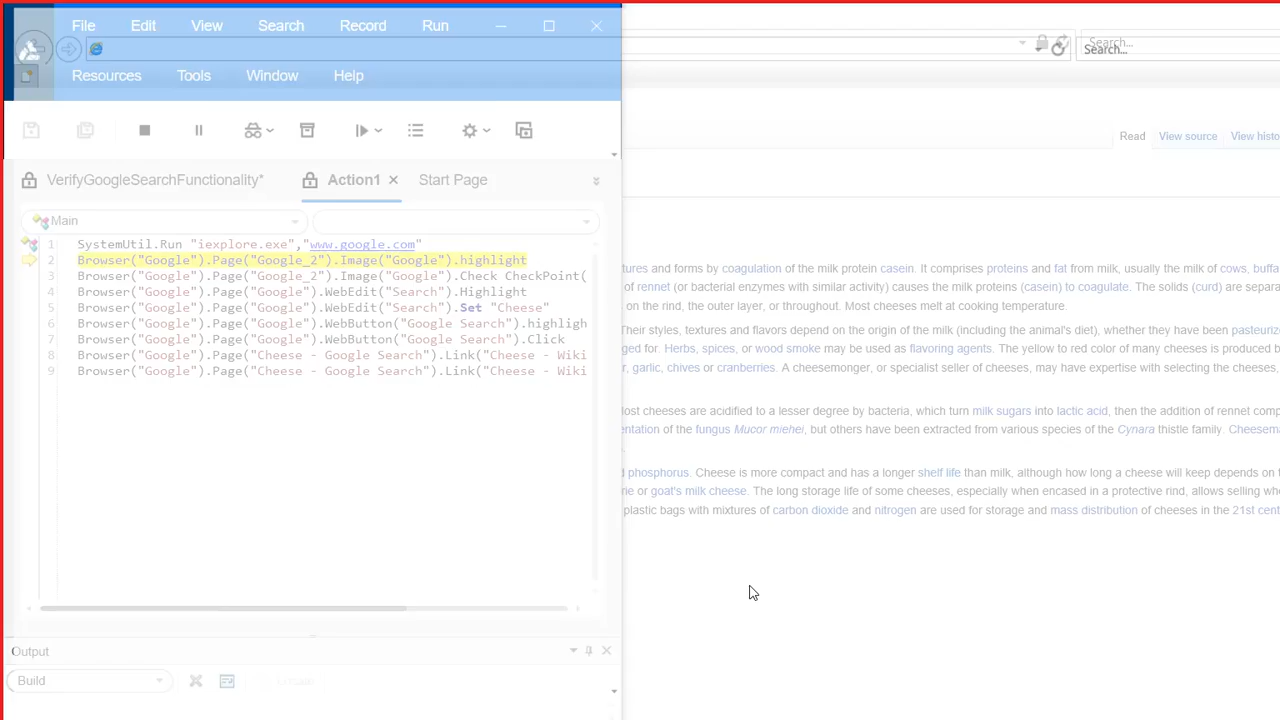 File Edit View Search Record Run
Search...
Search...
Resources Tools Window Help
Read View source View histo
VerifyGoogleSearchFunctionality* Action1 Start Page
Main
1 SystemUtil.Run "iexplore.exe","www.google.com"
2 Browser("Google").Page("Google_2").Image("Google").highlight
3 Browser("Google").Page("Google_2").Image("Google").Check CheckPoint(
4 Browser("Google").Page("Google").WebEdit("Search").Highlight
5 Browser("Google").Page("Google").WebEdit("Search").Set "Cheese"
6 Browser("Google").Page("Google").WebButton("Google Search").highligh
7 Browser("Google").Page("Google").WebButton("Google Search").Click
8 Browser("Google").Page("Cheese - Google Search").Link("Cheese - Wiki
9 Browser("Google").Page("Cheese - Google Search").Link("Cheese - Wiki
tures and forms by coagulation of the milk protein casein. It comprises proteins and fat from milk, usually the milk of cows, buffa
of rennet (or bacterial enzymes with similar activity) causes the milk proteins (casein) to coagulate. The solids (curd) are separa
on the rind, the outer layer, or throughout. Most cheeses melt at cooking temperature.
Their styles, textures and flavors depend on the origin of the milk (including the animal's diet), whether they have been pasteuriz
ged for. Herbs, spices, or wood smoke may be used as flavoring agents. The yellow to red color of many cheeses is produced b
r, garlic, chives or cranberries. A cheesemonger, or specialist seller of cheeses, may have expertise with selecting the cheeses,
ost cheeses are acidified to a lesser degree by bacteria, which turn milk sugars into lactic acid, then the addition of rennet comp
entation of the fungus Mucor miehei, but others have been extracted from various species of the Cynara thistle family. Cheesema
d phosphorus. Cheese is more compact and has a longer shelf life than milk, although how long a cheese will keep depends on t
rie or goat's milk cheese. The long storage life of some cheeses, especially when encased in a protective rind, allows selling whe
plastic bags with mixtures of carbon dioxide and nitrogen are used for storage and mass distribution of cheeses in the 21st cent
Output
Build